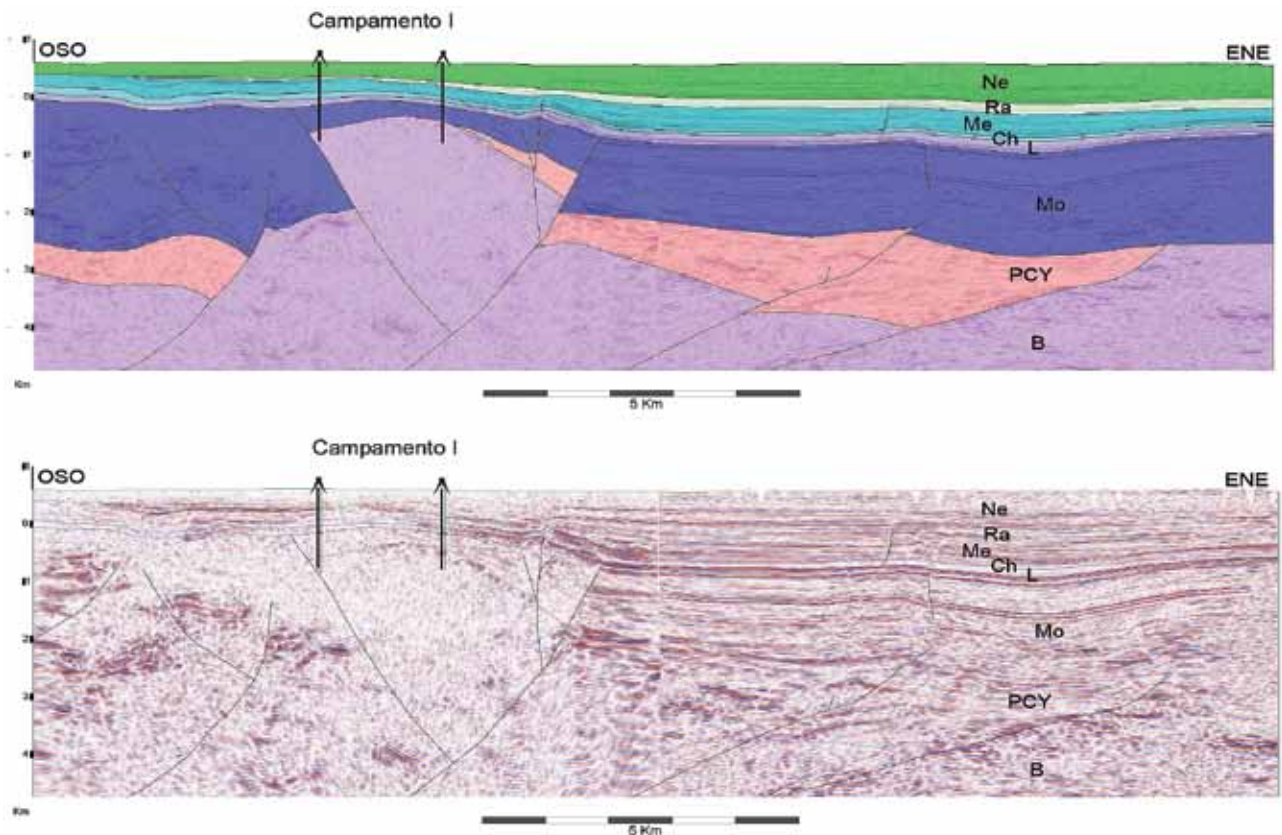 Campamento I
OSO
ENE
Ne
Ra
Me
Ch
L
Mo
PCY
B
Km
5 Km
Campamento I
OSO
ENE
Ne
Ra
Me
Ch
L
Mo
PCY
B
Km
5 Km